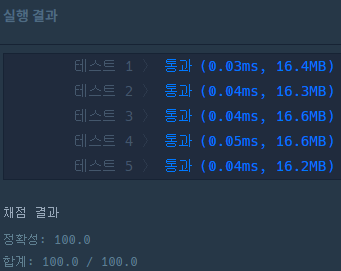 실행 결과
테스트 1 〉 통과 (0.03ms, 16.4MB)
테스트 2 〉 통과 (0.04ms, 16.3MB)
테스트 3 〉 통과 (0.04ms, 16.6MB)
테스트 4 〉 통과 (0.05ms, 16.6MB)
테스트 5 〉 통과 (0.04ms, 16.2MB)
채점 결과
정확성: 100.0
합계: 100.0 / 100.0